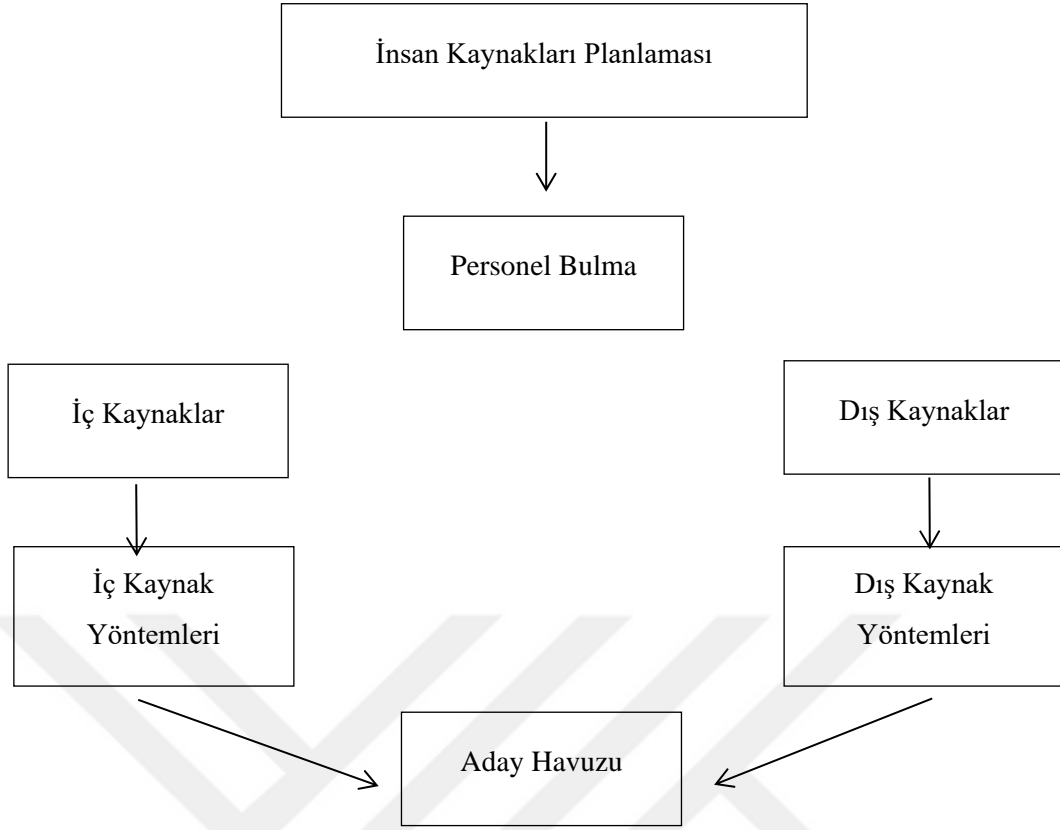 İnsan Kaynakları Planlaması
Personel Bulma
İç Kaynaklar
Dış Kaynaklar
İç Kaynak
Yöntemleri
Dış Kaynak
Yöntemleri
Aday Havuzu